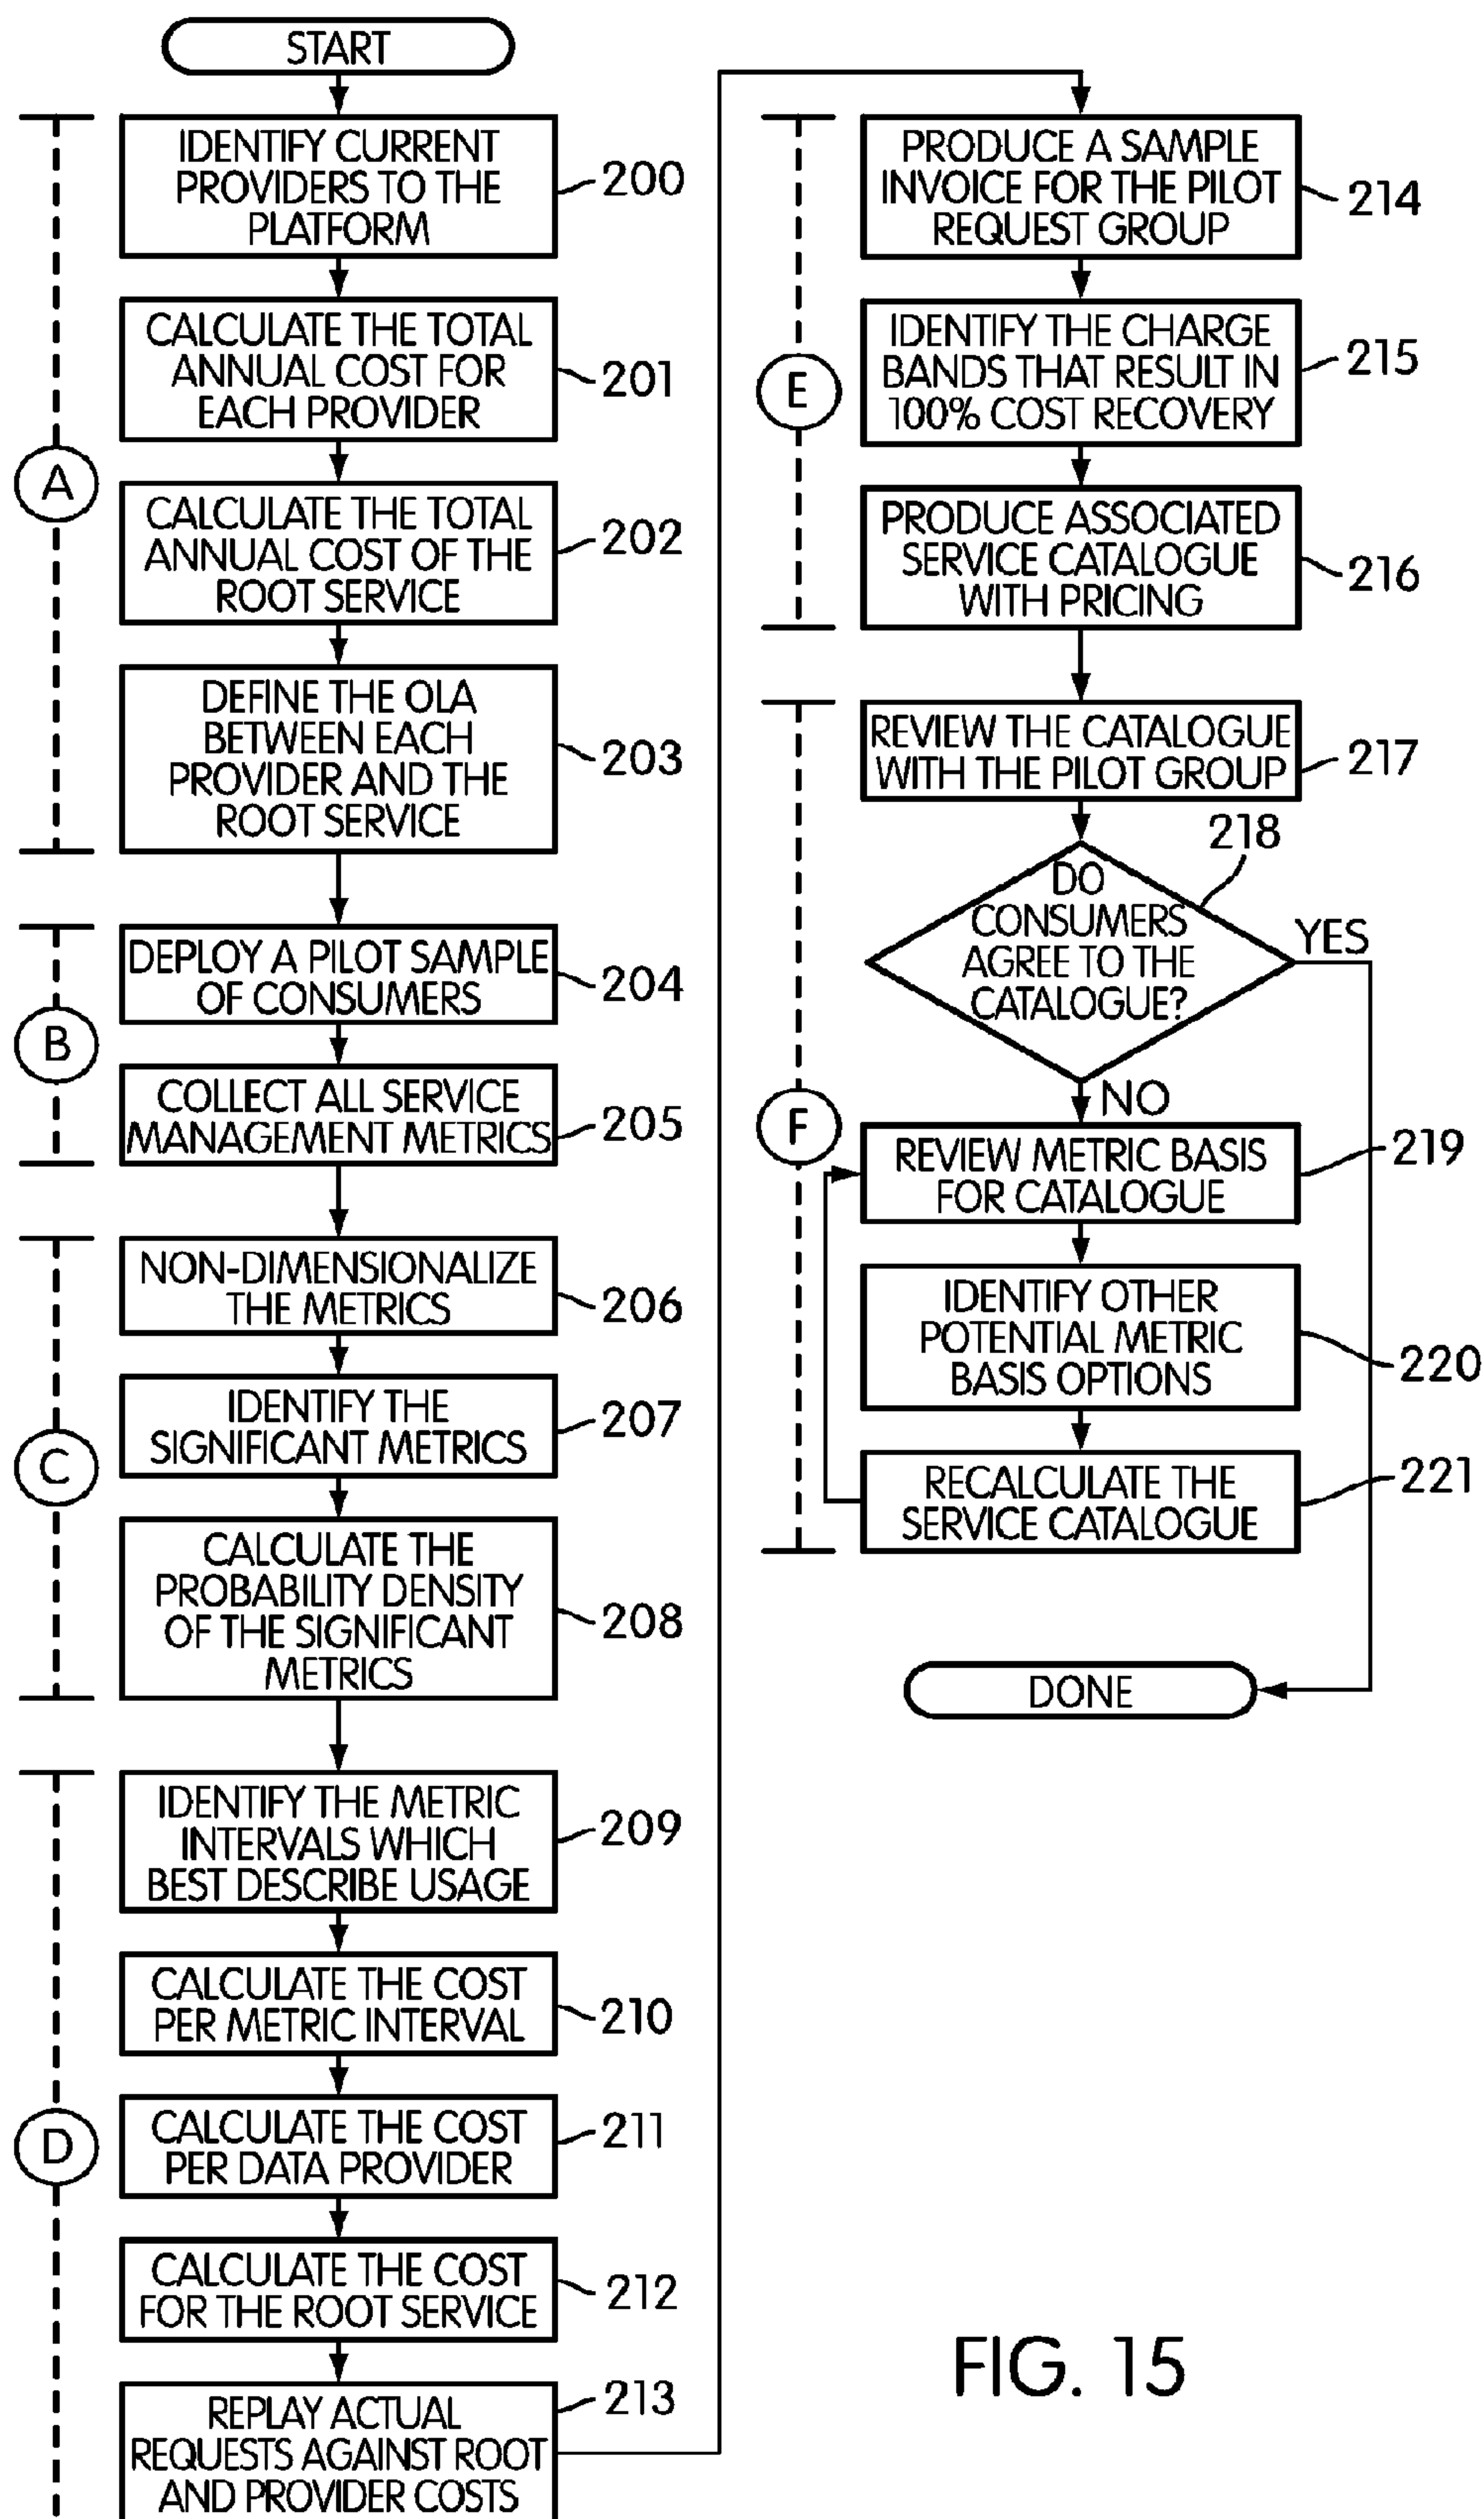 START
IDENTIFY CURRENT
PROVIDERS TO THE
PLATFORM
200
CALCULATE THE TOTAL
ANNUAL COST FOR
EACH PROVIDER
201
A
CALCULATE THE TOTAL
ANNUAL COST OF THE
ROOT SERVICE
202
DEFINE THE OLA
BETWEEN EACH
PROVIDER AND THE
ROOT SERVICE
203
DEPLOY A PILOT SAMPLE
OF CONSUMERS
204
B
COLLECT ALL SERVICE
MANAGEMENT METRICS
205
NON-DIMENSIONALIZE
THE METRICS
206
IDENTIFY THE
SIGNIFICANT METRICS
207
C
CALCULATE THE
PROBABILITY DENSITY
OF THE SIGNIFICANT
METRICS
208
IDENTIFY THE METRIC
INTERVALS WHICH
BEST DESCRIBE USAGE
209
CALCULATE THE COST
PER METRIC INTERVAL
210
D
CALCULATE THE COST
PER DATA PROVIDER
211
CALCULATE THE COST
FOR THE ROOT SERVICE
212
REPLAY ACTUAL
REQUESTS AGAINST ROOT
AND PROVIDER COSTS
213
PRODUCE A SAMPLE
INVOICE FOR THE PILOT
REQUEST GROUP
214
E
IDENTIFY THE CHARGE
BANDS THAT RESULT IN
100% COST RECOVERY
215
PRODUCE ASSOCIATED
SERVICE CATALOGUE
WITH PRICING
216
REVIEW THE CATALOGUE
WITH THE PILOT GROUP
217
218
DO
CONSUMERS
AGREE TO THE
CATALOGUE?
YES
NO
F
REVIEW METRIC BASIS
FOR CATALOGUE
219
IDENTIFY OTHER
POTENTIAL METRIC
BASIS OPTIONS
220
RECALCULATE THE
SERVICE CATALOGUE
221
DONE
FIG. 15